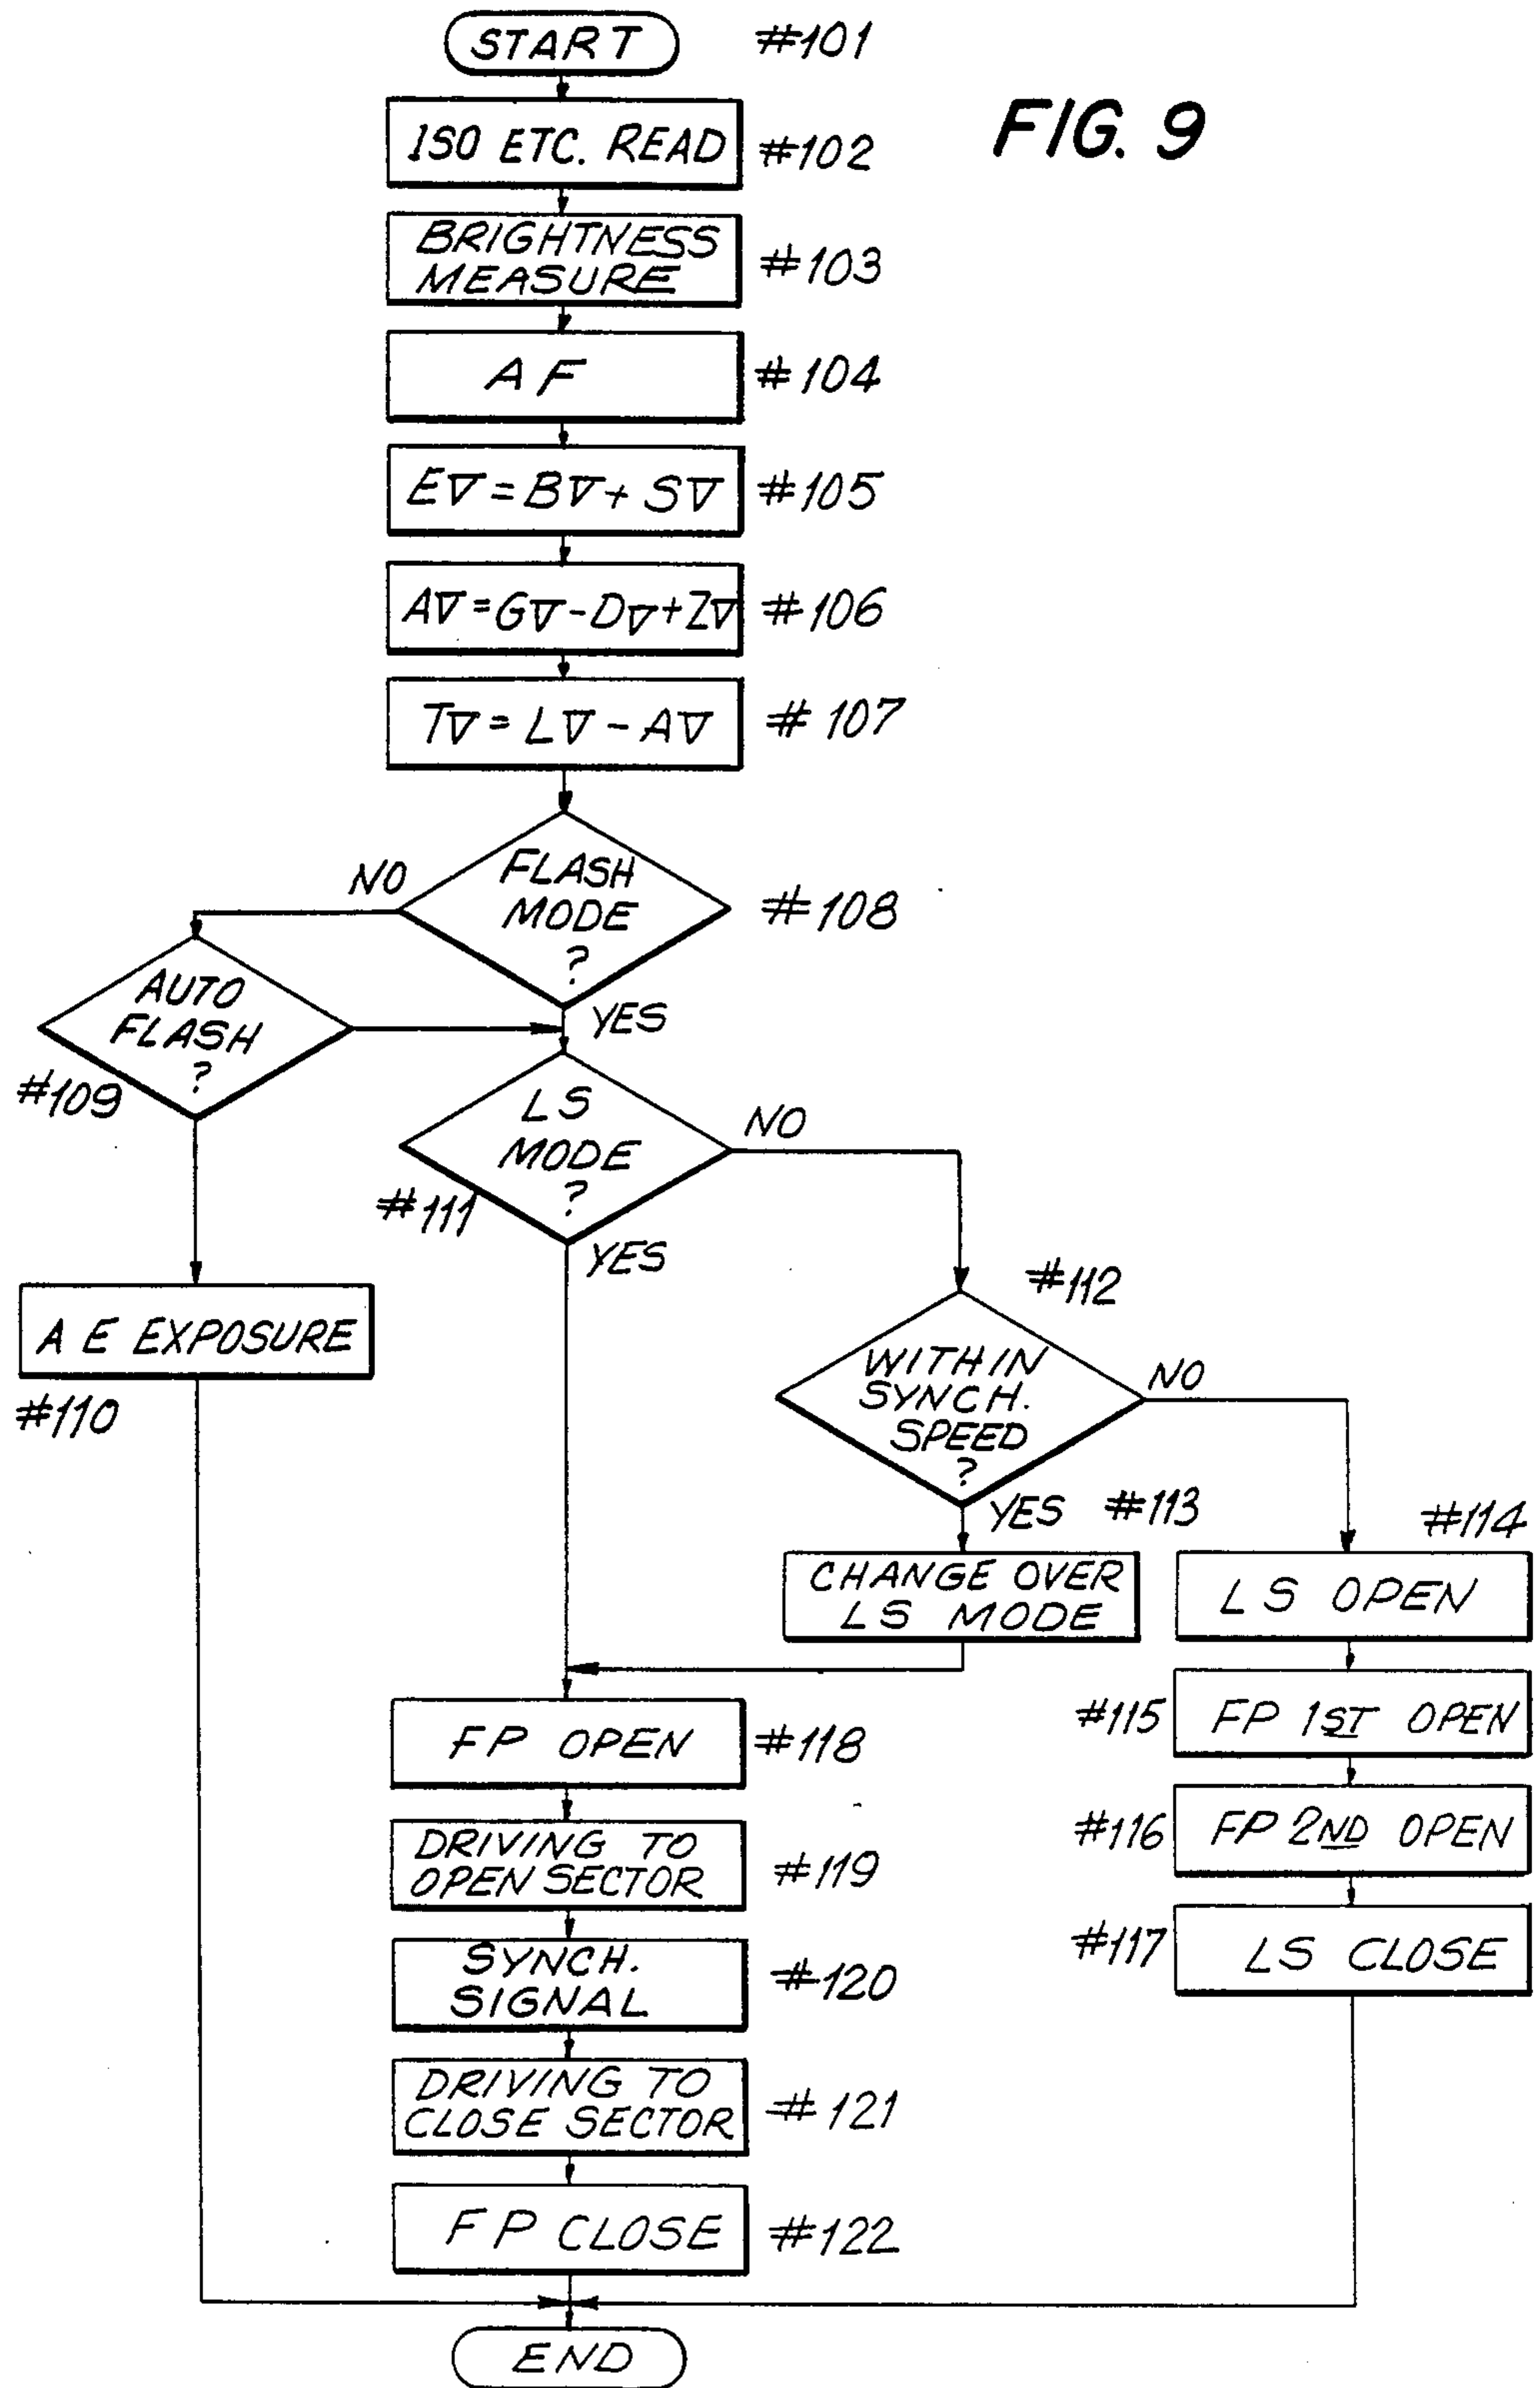 START #101
FIG. 9
ISO ETC. READ #102
BRIGHTNESS
MEASURE #103
AF #104
EV = BV + SV #105
AV = GV - DV + ZV #106
TV = LV - AV #107
FLASH
MODE
? #108
NO
YES
AUTO
FLASH
?
#109
LS
MODE
?
#111
NO
YES
A E EXPOSURE
#110
#112
WITHIN
SYNCH.
SPEED
?
NO
YES #113
CHANGE OVER
LS MODE
#114
LS OPEN
#115 FP 1ST OPEN
#116 FP 2ND OPEN
#117 LS CLOSE
FP OPEN #118
DRIVING TO
OPEN SECTOR #119
SYNCH.
SIGNAL #120
DRIVING TO
CLOSE SECTOR #121
FP CLOSE #122
END